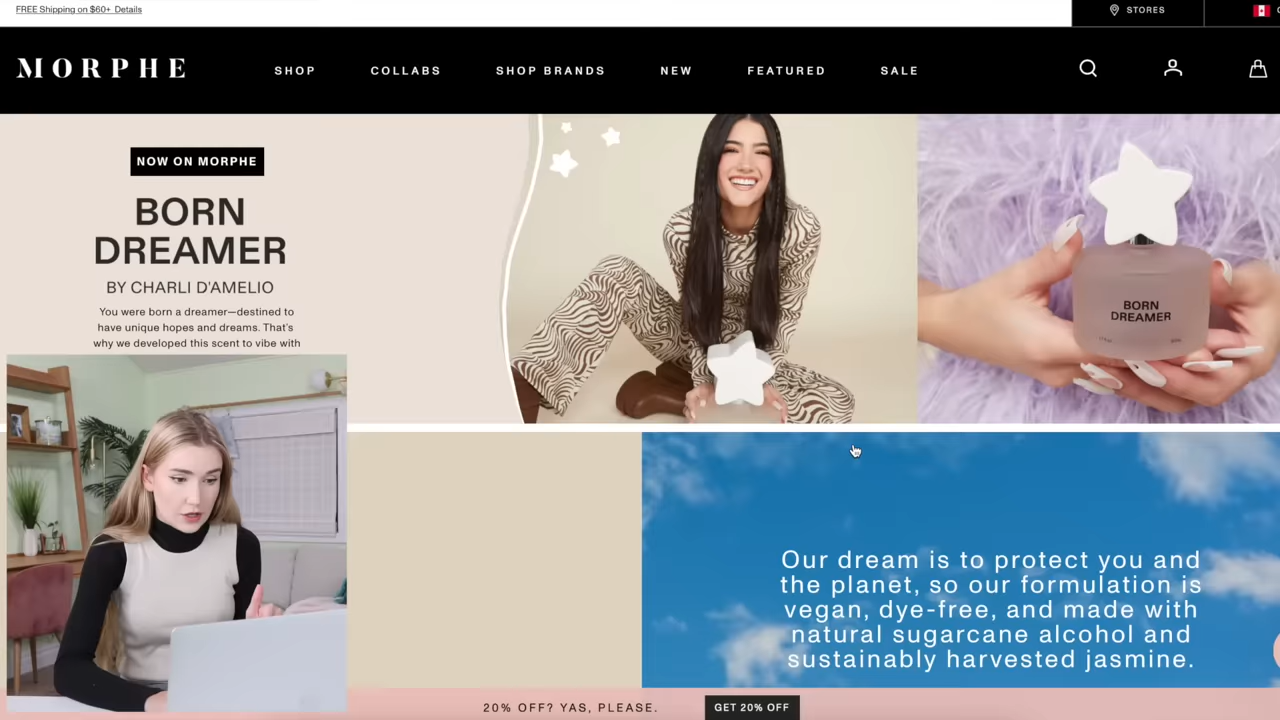 FREE Shipping on $60+ Details
STORES
MORPHE
SHOP
COLLABS
SHOP BRANDS
NEW
FEATURED
SALE
NOW ON MORPHE
BORN
DREAMER
BY CHARLI D'AMELIO
You were born a dreamer—destined to
have unique hopes and dreams. That's
why we developed this scent to vibe with
BORN
DREAMER
Our dream is to protect you and
the planet, so our formulation is
vegan, dye-free, and made with
natural sugarcane alcohol and
sustainably harvested jasmine.
20% OFF? YAS, PLEASE.
GET 20% OFF